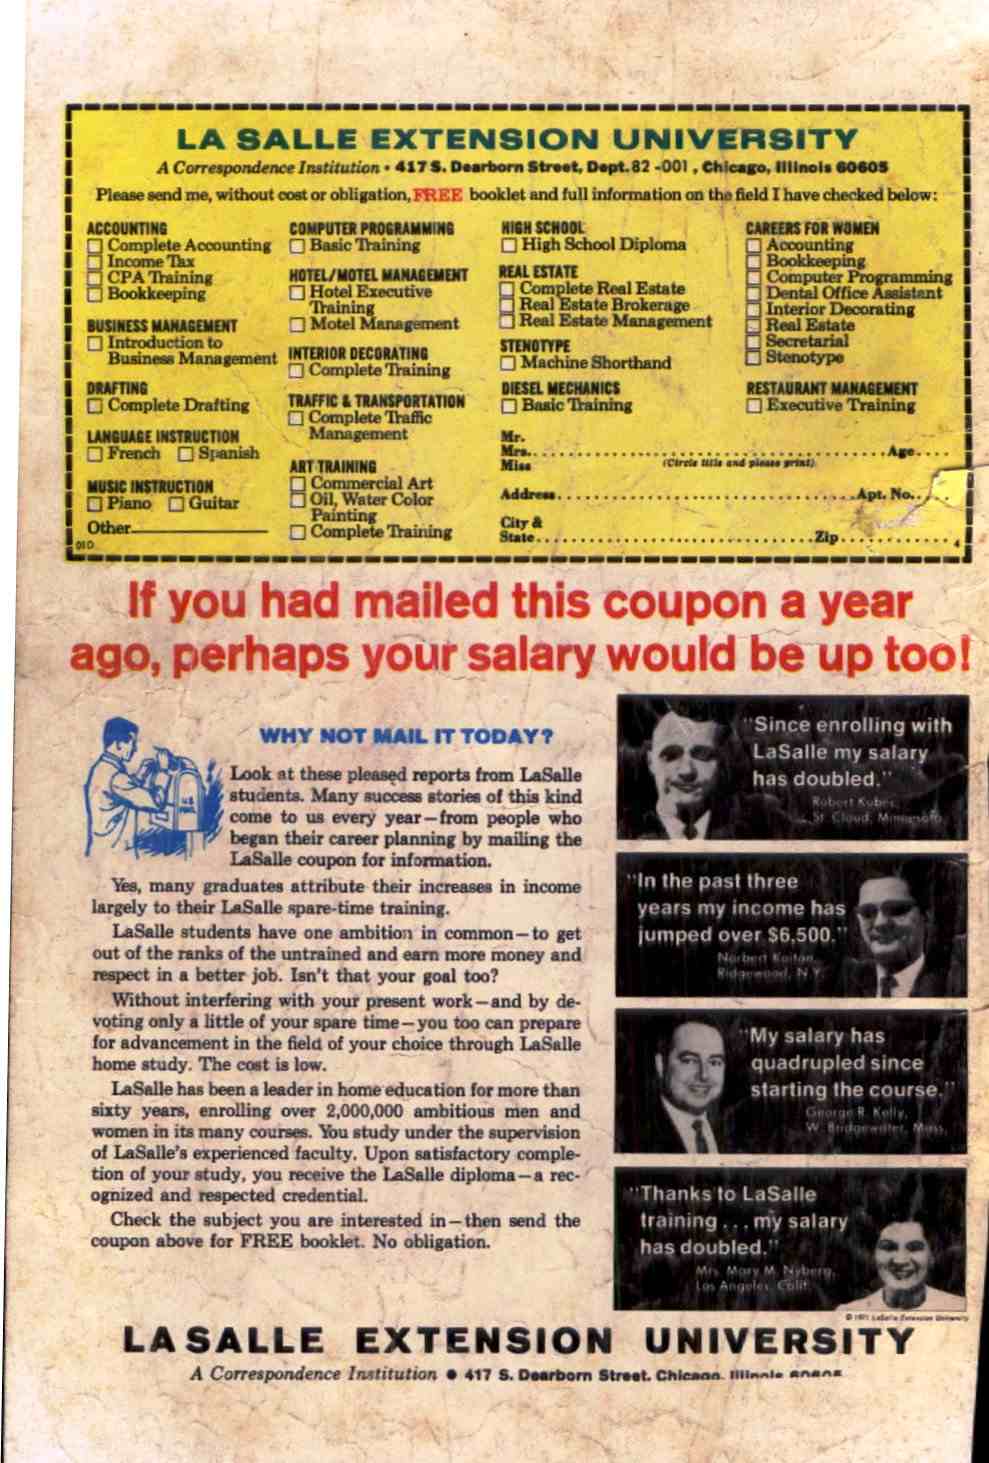 LA SALLE EXTENSION UNIVERSITY
A Correspondence Institution • 417 S. Dearborn Street, Dept. 82 -001 , Chicago, Illinois 60605
Please send me, without cost or obligation, FREE booklet and full information on the field I have checked below:
ACCOUNTING
Complete Accounting
Income Tax
CPA Training
Bookkeeping
BUSINESS MANAGEMENT
Introduction to
Business Management
DRAFTING
Complete Drafting
LANGUAGE INSTRUCTION
French Spanish
MUSIC INSTRUCTION
Piano Guitar
Other
010
COMPUTER PROGRAMMING
Basic Training
HOTEL/MOTEL MANAGEMENT
Hotel Executive
Training
Motel Management
INTERIOR DECORATING
Complete Training
TRAFFIC & TRANSPORTATION
Complete Traffic
Management
ART TRAINING
Commercial Art
Oil, Water Color
Painting
Complete Training
HIGH SCHOOL
High School Diploma
REAL ESTATE
Complete Real Estate
Real Estate Brokerage
Real Estate Management
STENOTYPE
Machine Shorthand
DIESEL MECHANICS
Basic Training
CAREERS FOR WOMEN
Accounting
Bookkeeping
Computer Programming
Dental Office Assistant
Interior Decorating
Real Estate
Secretarial
Stenotype
RESTAURANT MANAGEMENT
Executive Training
Mr.
Mrs. Age
Miss (Circle title and please print)
Address Apt. No.
City &
State Zip
4
If you had mailed this coupon a year
ago, perhaps your salary would be up too!
WHY NOT MAIL IT TODAY?
U.S.
MAIL
Look at these pleased reports from LaSalle
students. Many success stories of this kind
come to us every year—from people who
began their career planning by mailing the
LaSalle coupon for information.
Yes, many graduates attribute their increases in income
largely to their LaSalle spare-time training.
LaSalle students have one ambition in common—to get
out of the ranks of the untrained and earn more money and
respect in a better job. Isn't that your goal too?
Without interfering with your present work—and by de-
voting only a little of your spare time—you too can prepare
for advancement in the field of your choice through LaSalle
home study. The cost is low.
LaSalle has been a leader in home education for more than
sixty years, enrolling over 2,000,000 ambitious men and
women in its many courses. You study under the supervision
of LaSalle's experienced faculty. Upon satisfactory comple-
tion of your study, you receive the LaSalle diploma—a rec-
ognized and respected credential.
Check the subject you are interested in—then send the
coupon above for FREE booklet. No obligation.
"Since enrolling with
LaSalle my salary
has doubled."
Robert Kuber,
St. Cloud, Minnesota
"In the past three
years my income has
jumped over $6,500."
Norbert
Ridgewood, N.Y.
"My salary has
quadrupled since
starting the course."
George R. Kelly,
W. Bridgewater, Mass.
"Thanks to LaSalle
training . . . my salary
has doubled."
Mrs. Mary M. Nyberg,
Los Angeles, Calif.
© 1971 LaSalle Extension University
LA SALLE EXTENSION UNIVERSITY
A Correspondence Institution • 417 S. Dearborn Street, Chicago, Illinois 60605